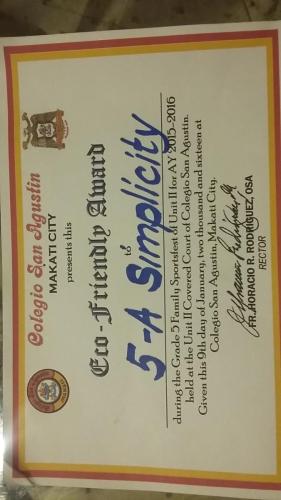 Colegio San Agustin
MAKATI CITY
presents this
Eco-Friendly Award
to
5-A Simplicity
during the Grade 5 Family Sportsfest of Unit II for AY 2015-2016
held at the Unit II Covered Court of Colegio San Agustin.
Given this 9th day of January, two thousand and sixteen at
Colegio San Agustin, Makati City.
FR. HORACIO R. RODRIGUEZ, OSA
RECTOR